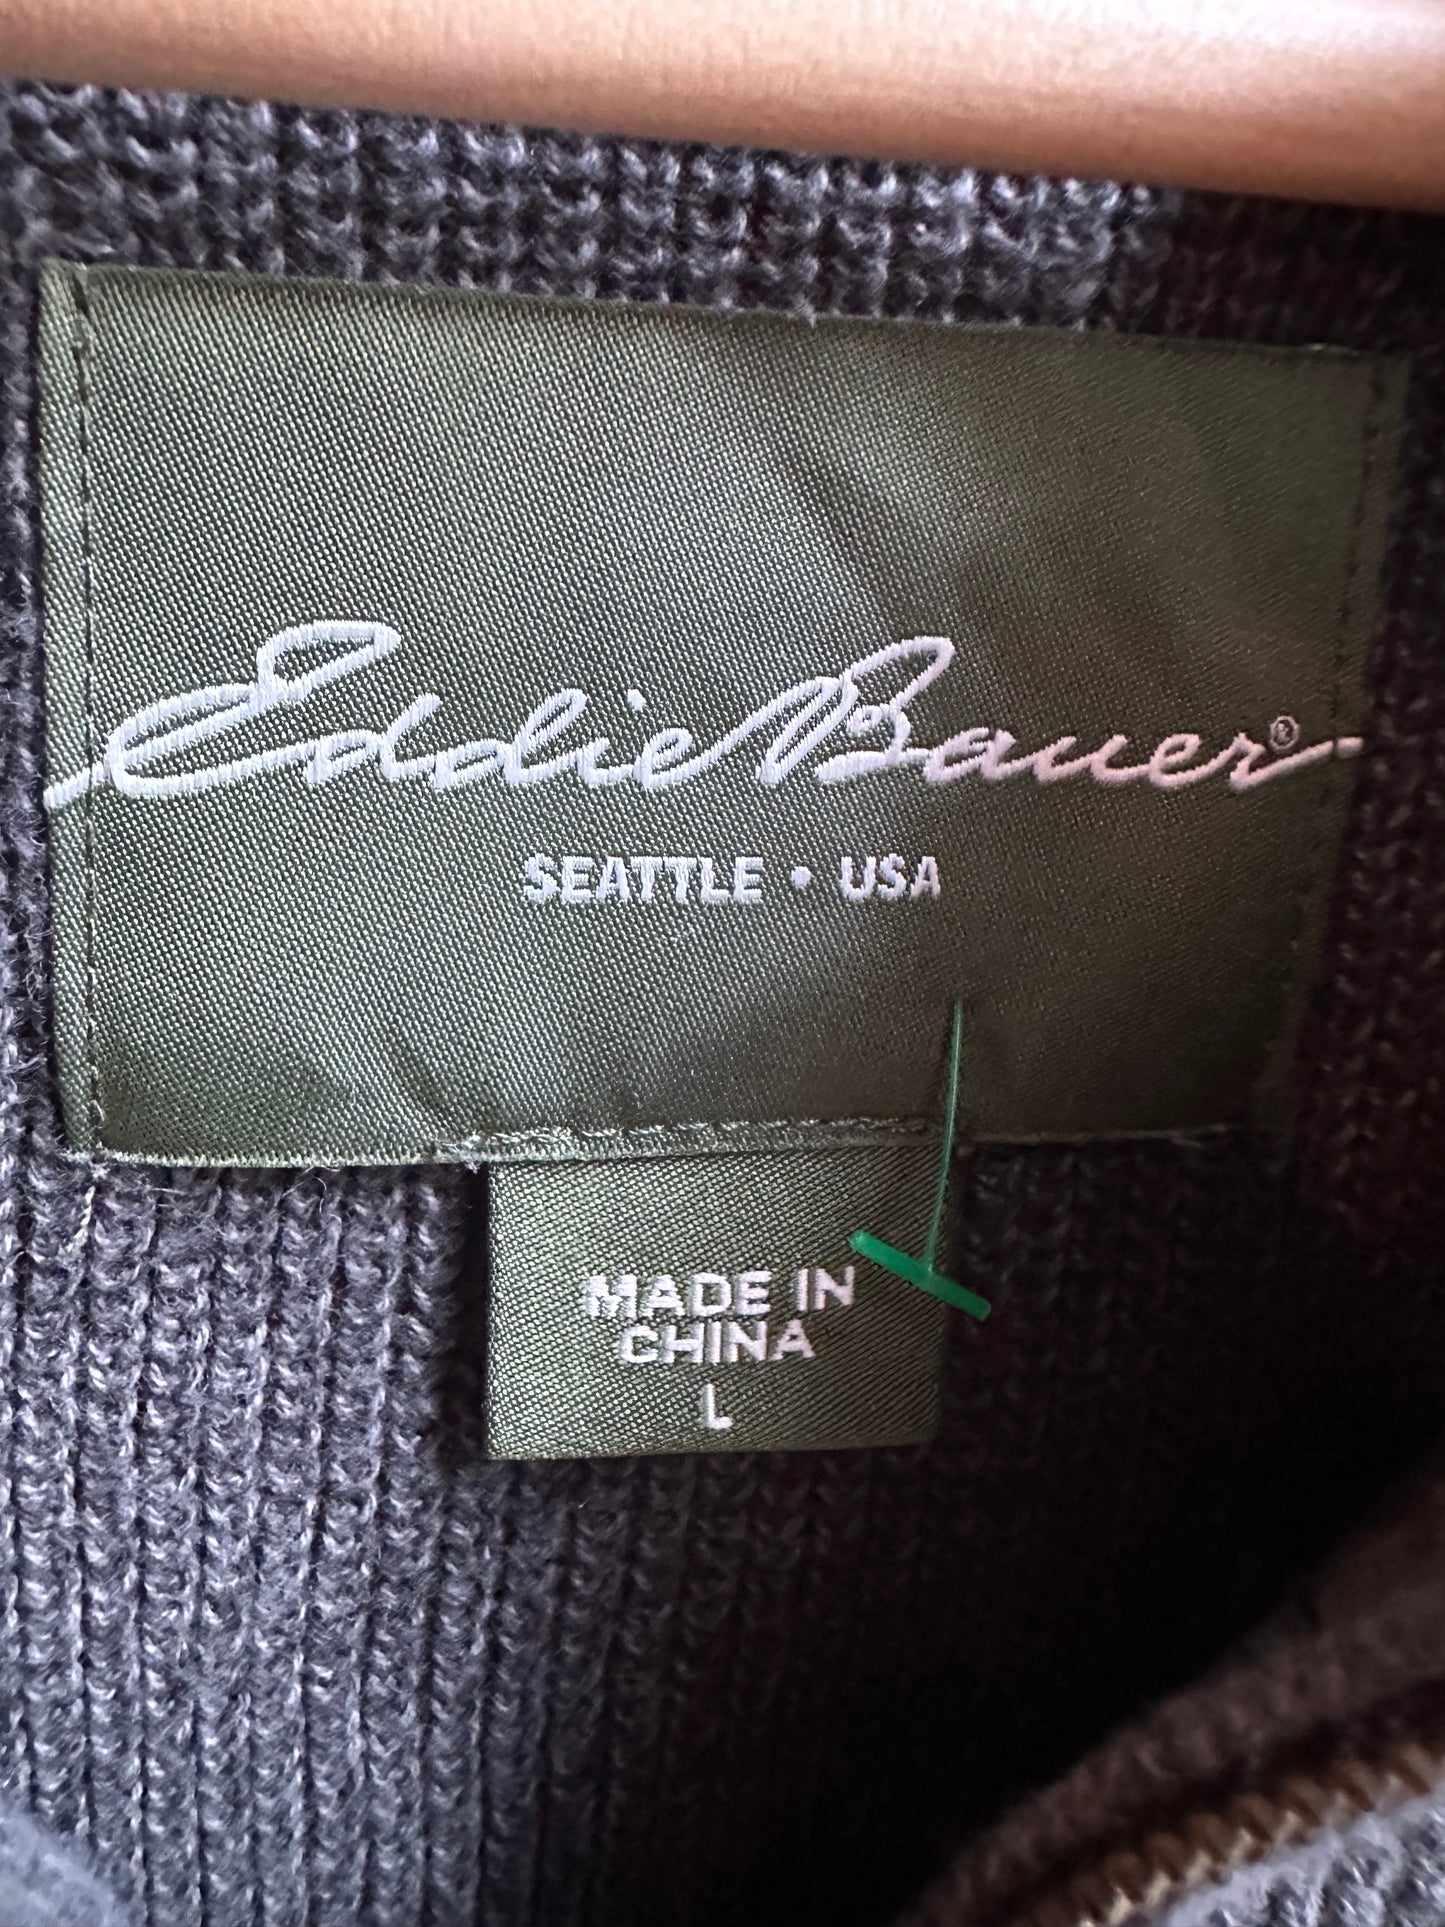 Eddie Bauer®
SEATTLE • USA
MADE IN
CHINA
L